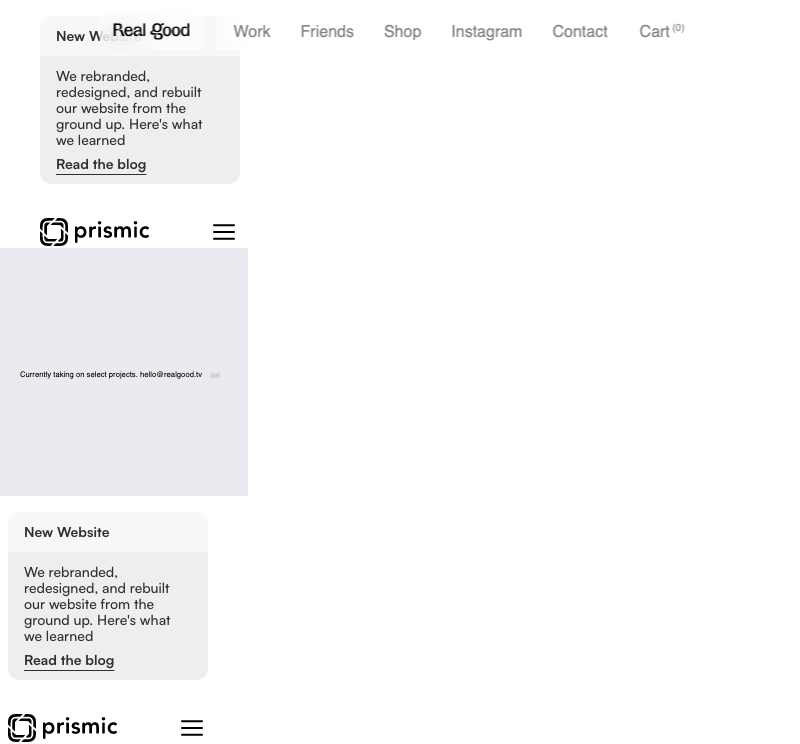 New W
Real good
Work
Friends
Shop
Instagram
Contact
Cart (0)
We rebranded,
redesigned, and rebuilt
our website from the
ground up. Here's what
we learned
Read the blog
prismic
Currently taking on select projects. hello@realgood.tv
New Website
We rebranded,
redesigned, and rebuilt
our website from the
ground up. Here's what
we learned
Read the blog
prismic